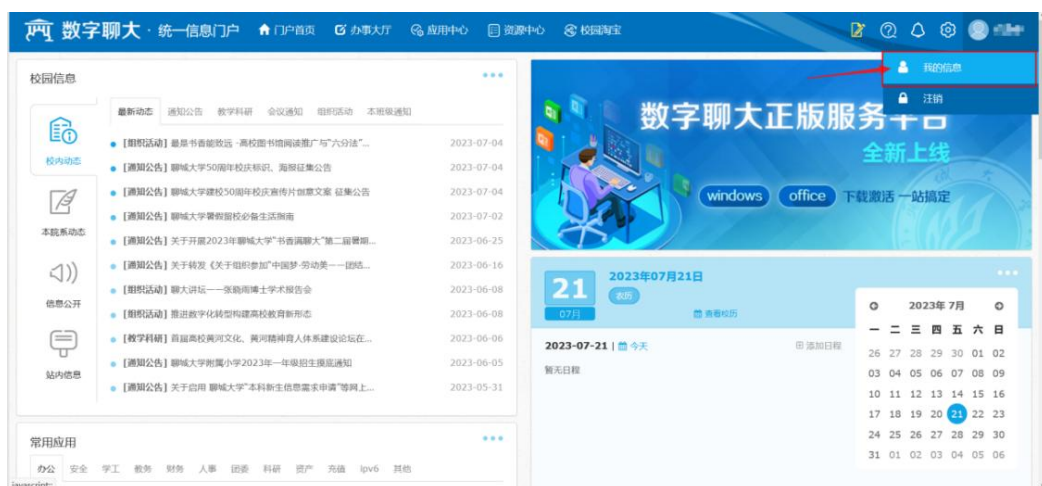 数字聊大 · 统一信息门户 门户首页 办事大厅 应用中心 资源中心 校园淘宝
我的信息
注销
校园信息
最新动态 通知公告 教学科研 会议通知 组织活动 本班级通知
校内动态
本院系动态
信息公开
站内信息
[组织活动] 最是书香能致远 -高校图书馆阅读推广与"六分法"... 2023-07-04
[通知公告] 聊城大学50周年校庆标识、海报征集公告 2023-07-04
[通知公告] 聊城大学建校50周年校庆宣传片创意文案 征集公告 2023-07-04
[通知公告] 聊城大学暑假留校必备生活指南 2023-07-02
[通知公告] 关于开展2023年聊城大学"书香满聊大"第二届暑期... 2023-06-25
[通知公告] 关于转发《关于组织参加"中国梦·劳动美——团结... 2023-06-16
[组织活动] 聊大讲坛——张晓雨博士学术报告会 2023-06-08
[组织活动] 推进数字化转型构建高校教育新形态 2023-06-08
[教学科研] 首届高校黄河文化、黄河精神育人体系建设论坛在... 2023-06-06
[通知公告] 聊城大学附属小学2023年一年级招生摸底通知 2023-06-05
[通知公告] 关于启用 聊城大学"本科新生信息需求申请"等网上... 2023-05-31
数字聊大正版服务平台
全新上线
windows office 下载激活 一站搞定
21
07月
2023年07月21日
农历
查看校历
2023-07-21 | 今天 添加日程
暂无日程
2023年 7月
一 二 三 四 五 六 日
26 27 28 29 30 01 02
03 04 05 06 07 08 09
10 11 12 13 14 15 16
17 18 19 20 21 22 23
24 25 26 27 28 29 30
31 01 02 03 04 05 06
常用应用
办公 安全 学工 教务 财务 人事 团委 科研 资产 充值 ipv6 其他